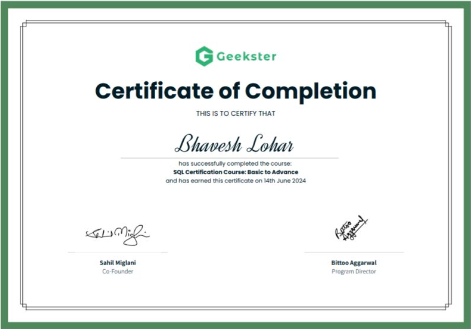 Geekster
Certificate of Completion
THIS IS TO CERTIFY THAT
Bhavesh Lohar
has successfully completed the course:
SQL Certification Course: Basic to Advance
and has earned this certificate on 14th June 2024
Sahil Miglani
Bittoo Aggarwal
Sahil Miglani
Bittoo Aggarwal
Co-Founder
Program Director